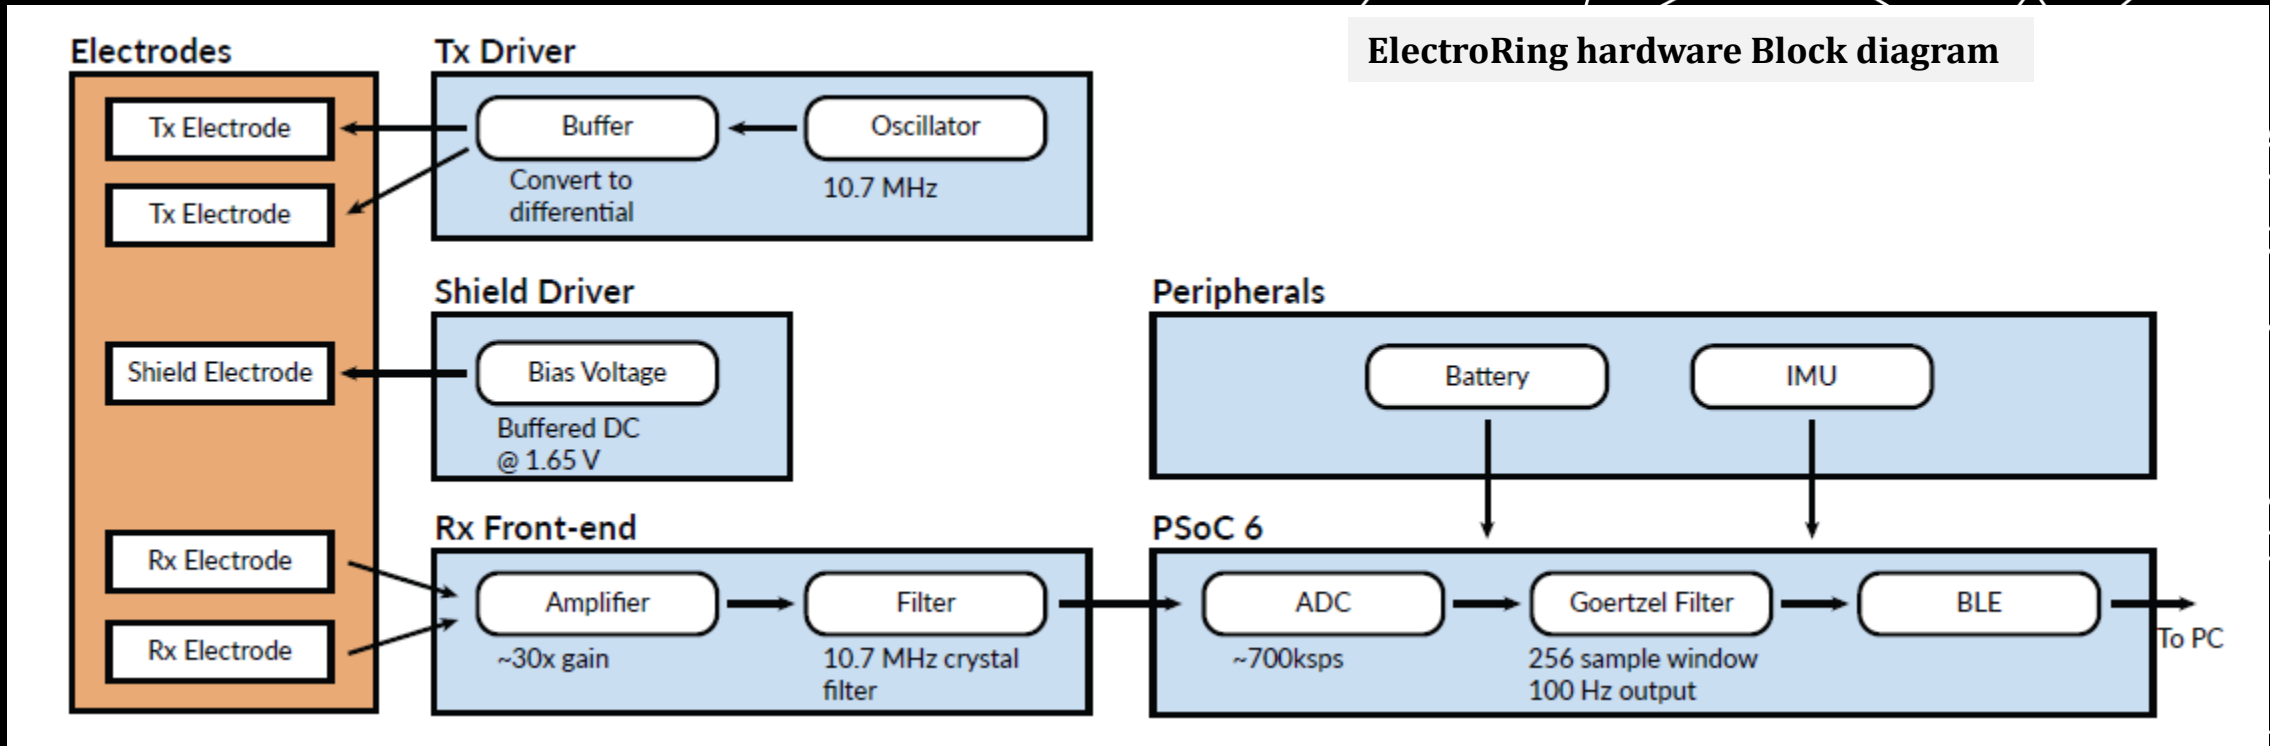 ElectroRing hardware Block diagram
Electrodes
Tx Electrode
Tx Electrode
Shield Electrode
Rx Electrode
Rx Electrode
Tx Driver
Buffer
Convert to
differential
Oscillator
10.7 MHz
Shield Driver
Bias Voltage
Buffered DC
@ 1.65 V
Rx Front-end
Amplifier
~30x gain
Filter
10.7 MHz crystal
filter
Peripherals
Battery
IMU
PSoC 6
ADC
~700ksps
Goertzel Filter
256 sample window
100 Hz output
BLE
To PC